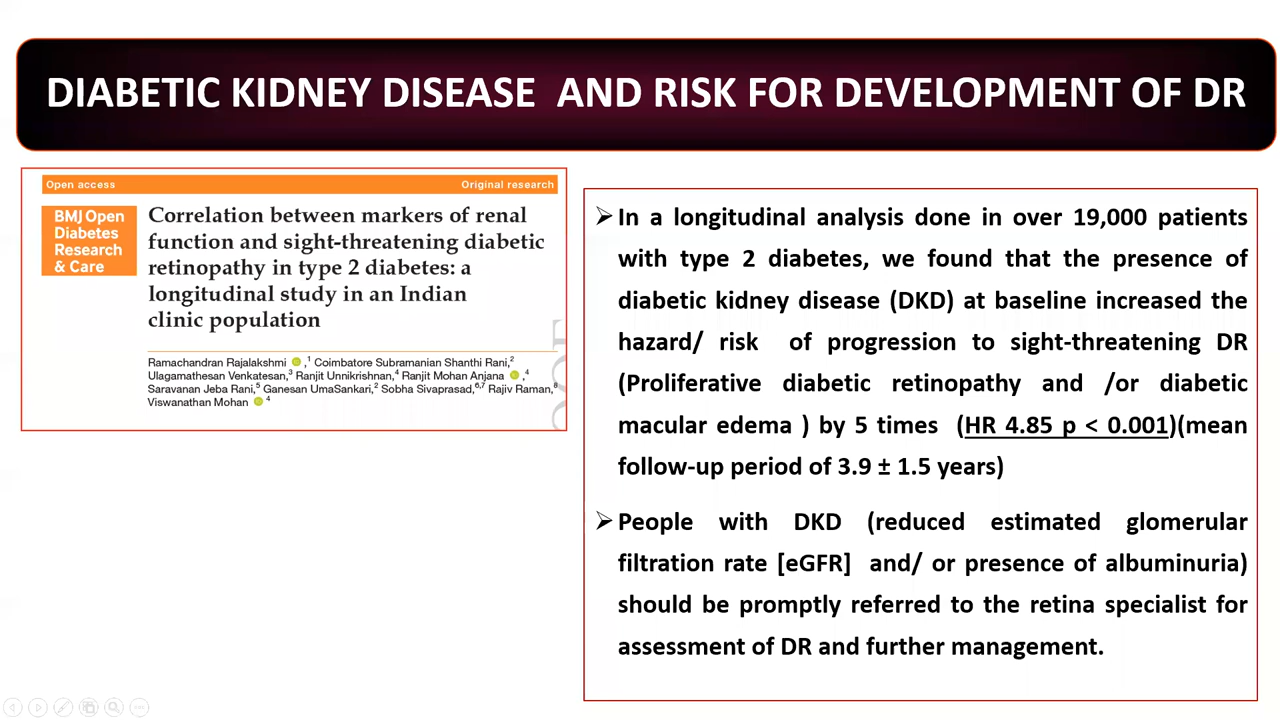 DIABETIC KIDNEY DISEASE AND RISK FOR DEVELOPMENT OF DR
Open access Original research
BMJ Open
Diabetes
Research
& Care
Correlation between markers of renal
function and sight-threatening diabetic
retinopathy in type 2 diabetes: a
longitudinal study in an Indian
clinic population
Ramachandran Rajalakshmi ,1 Coimbatore Subramanian Shanthi Rani,2
Ulagamathesan Venkatesan,3 Ranjit Unnikrishnan,4 Ranjit Mohan Anjana ,4
Saravanan Jeba Rani,5 Ganesan UmaSankari,2 Sobha Sivaprasad,6,7 Rajiv Raman,8
Viswanathan Mohan 4
➢ In a longitudinal analysis done in over 19,000 patients
with type 2 diabetes, we found that the presence of
diabetic kidney disease (DKD) at baseline increased the
hazard/ risk of progression to sight-threatening DR
(Proliferative diabetic retinopathy and /or diabetic
macular edema ) by 5 times (HR 4.85 p < 0.001)(mean
follow-up period of 3.9 ± 1.5 years)
➢ People with DKD (reduced estimated glomerular
filtration rate [eGFR] and/ or presence of albuminuria)
should be promptly referred to the retina specialist for
assessment of DR and further management.